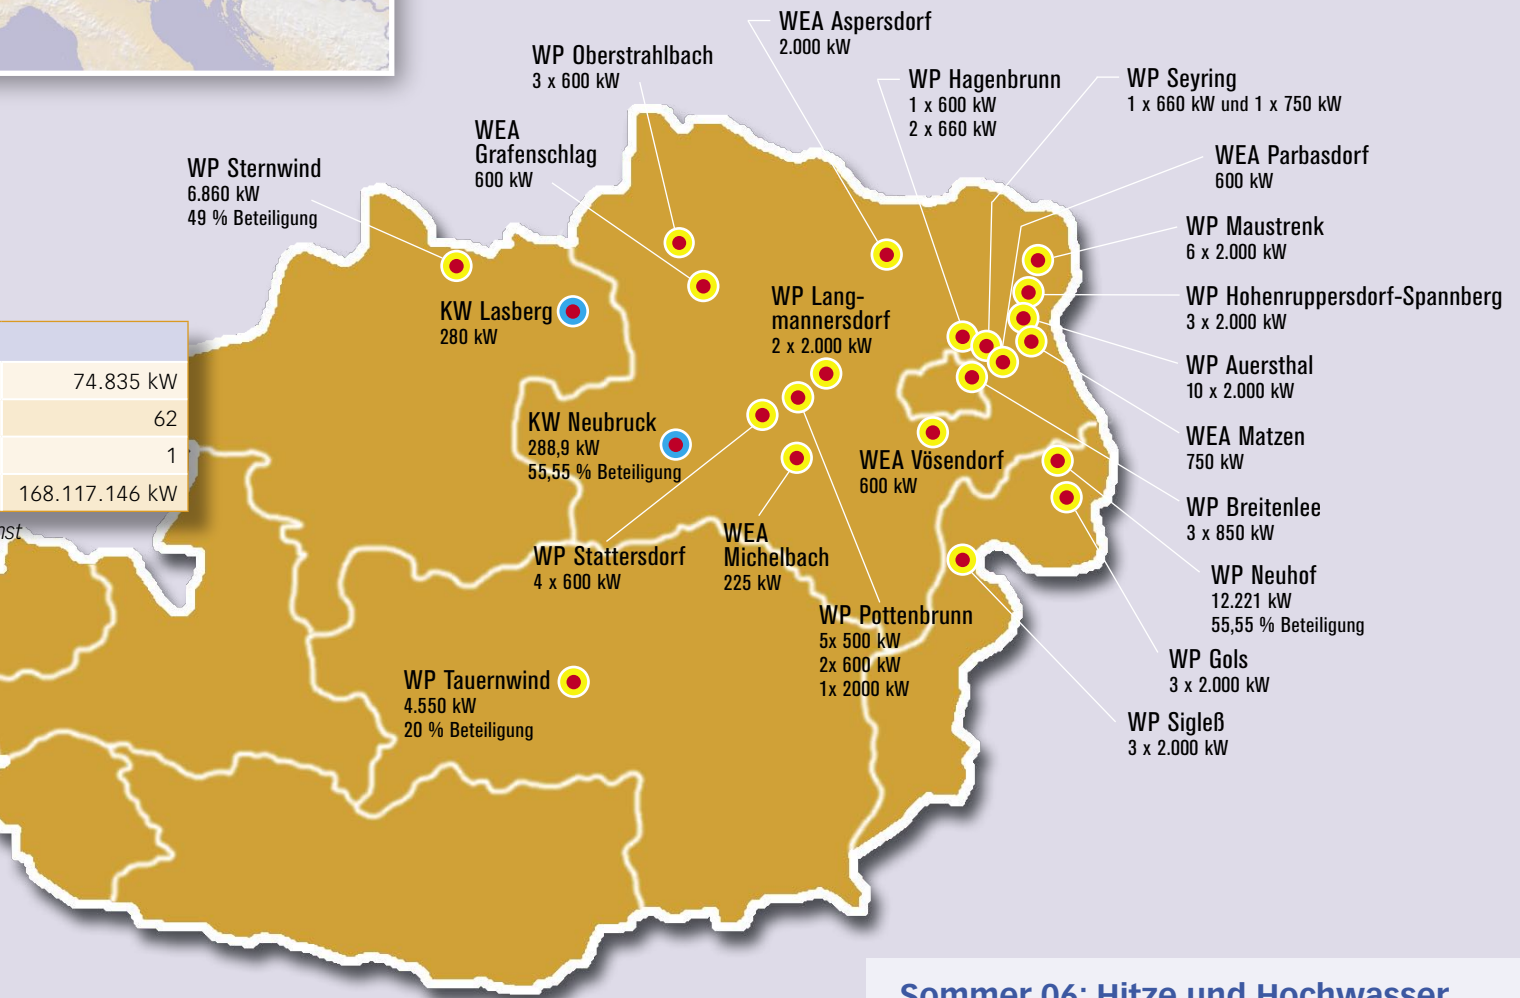 WEA Aspersdorf
2.000 kW
WP Oberstrahlbach
3 x 600 kW
WP Hagenbrunn
1 x 600 kW
2 x 660 kW
WP Seyring
1 x 660 kW und 1 x 750 kW
WEA
Grafenschlag
600 kW
WP Sternwind
6.860 kW
49 % Beteiligung
WEA Parbasdorf
600 kW
WP Maustrenk
6 x 2.000 kW
KW Lasberg
280 kW
WP Lang-
mannersdorf
2 x 2.000 kW
WP Hohenruppersdorf-Spannberg
3 x 2.000 kW
WP Auersthal
10 x 2.000 kW
74.835 kW
62
1
168.117.146 kW
nst
KW Neubruck
288,9 kW
55,55 % Beteiligung
WEA Vösendorf
600 kW
WEA Matzen
750 kW
WP Breitenlee
3 x 850 kW
WP Stattersdorf
4 x 600 kW
WEA
Michelbach
225 kW
WP Neuhof
12.221 kW
55,55 % Beteiligung
WP Pottenbrunn
5x 500 kW
2x 600 kW
1x 2000 kW
WP Gols
3 x 2.000 kW
WP Tauernwind
4.550 kW
20 % Beteiligung
WP Sigleß
3 x 2.000 kW
Sommer 06: Hitze und Hochwasser